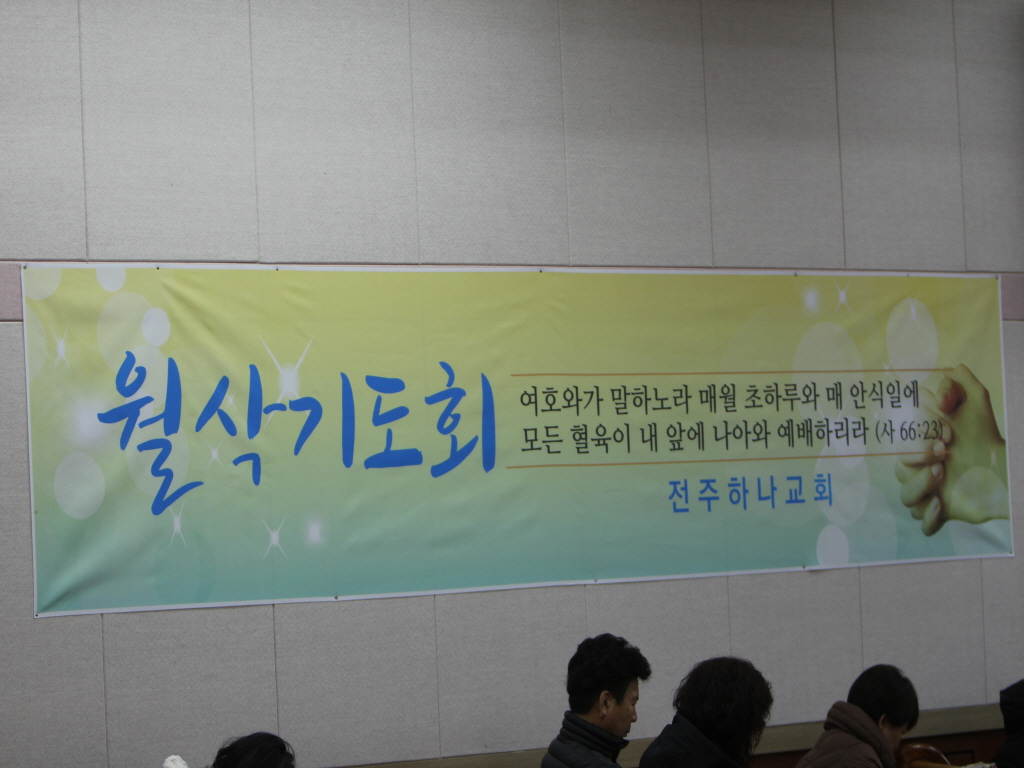 월삭기도회
여호와가 말하노라 매월 초하루와 매 안식일에
모든 혈육이 내 앞에 나아와 예배하리라 (사 66:23)
전주하나교회